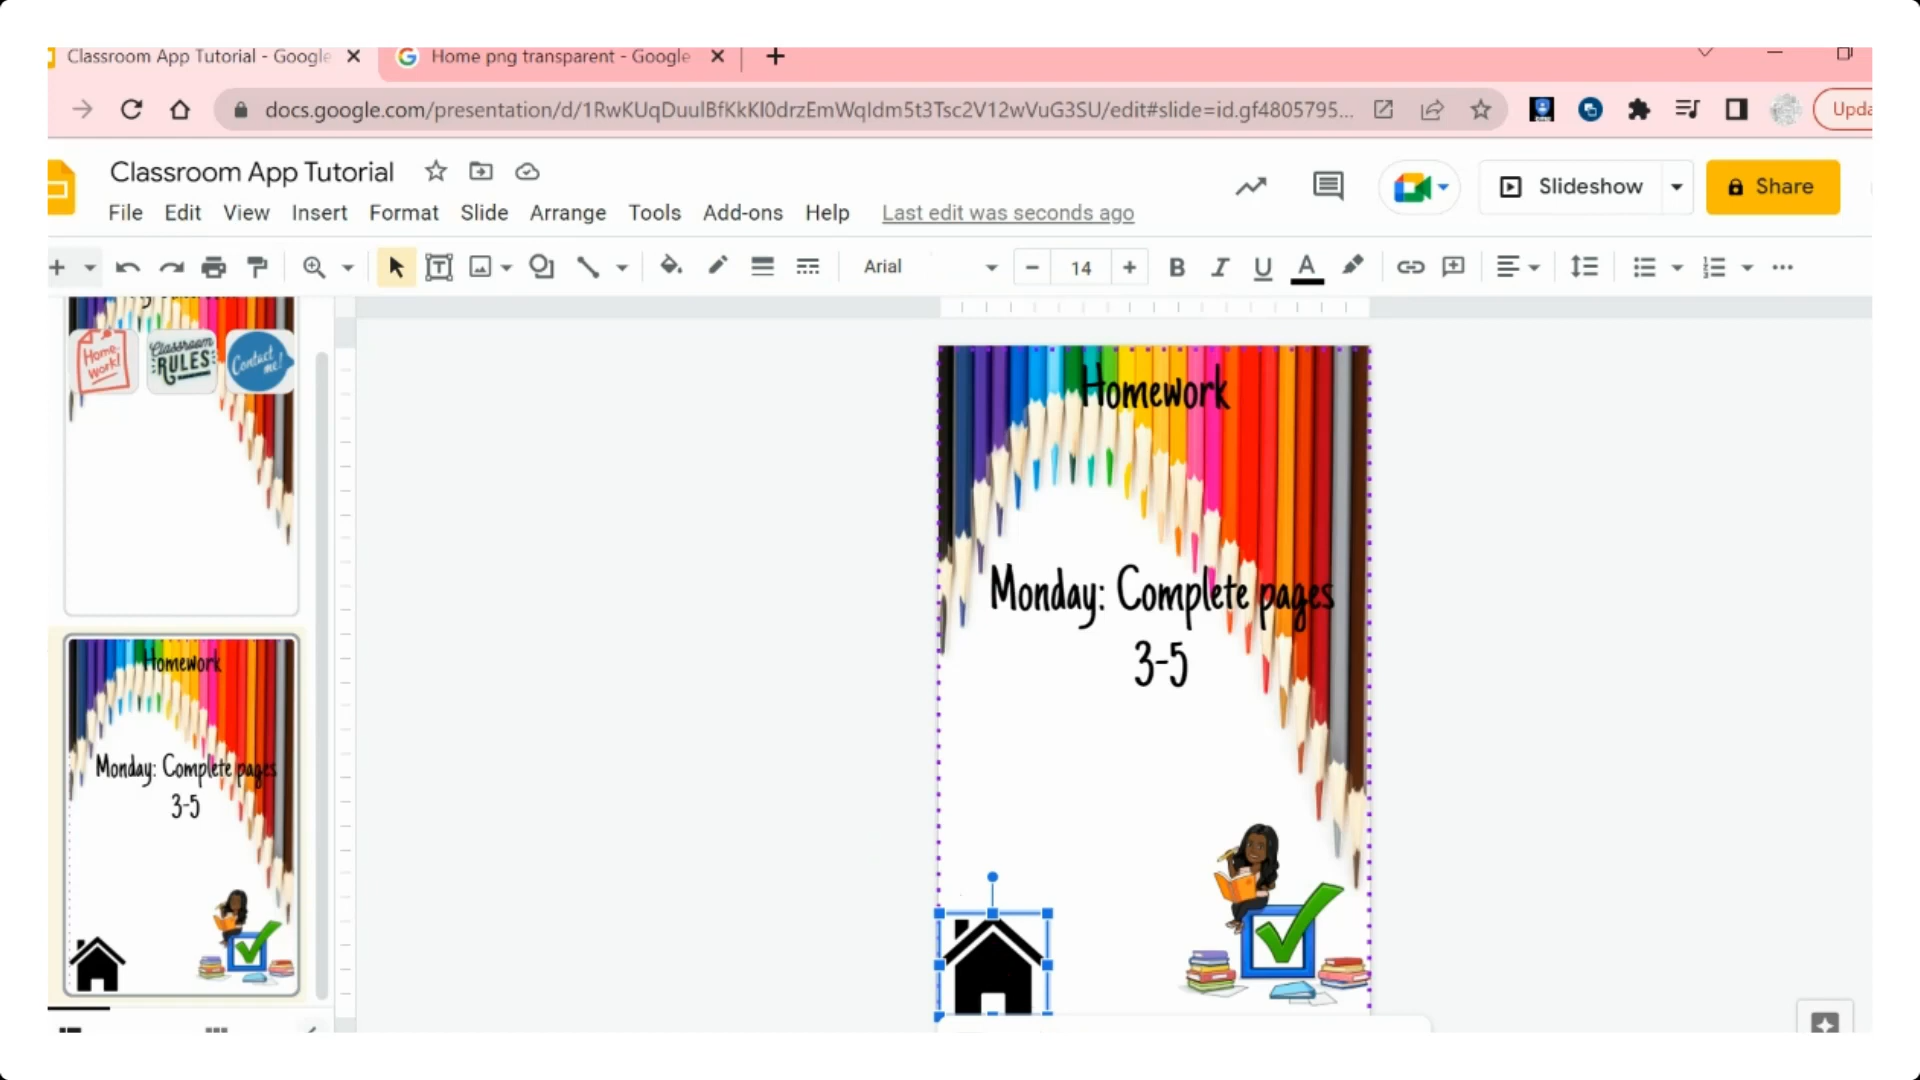 Classroom App Tutorial - Google
Home png transparent - Google
docs.google.com/presentation/d/1RwKUqDuulBfKkKl0drzEmWqIdm5t3Tsc2V12wVuG3SU/edit#slide=id.gf4805795...
Upda
Classroom App Tutorial
Slideshow
Share
File Edit View Insert Format Slide Arrange Tools Add-ons Help Last edit was seconds ago
Arial
14
Home-
work!
Classroom
RULES
Contact
me!
Homework
Monday: Complete pages
3-5
Homework
Monday: Complete pages
3-5